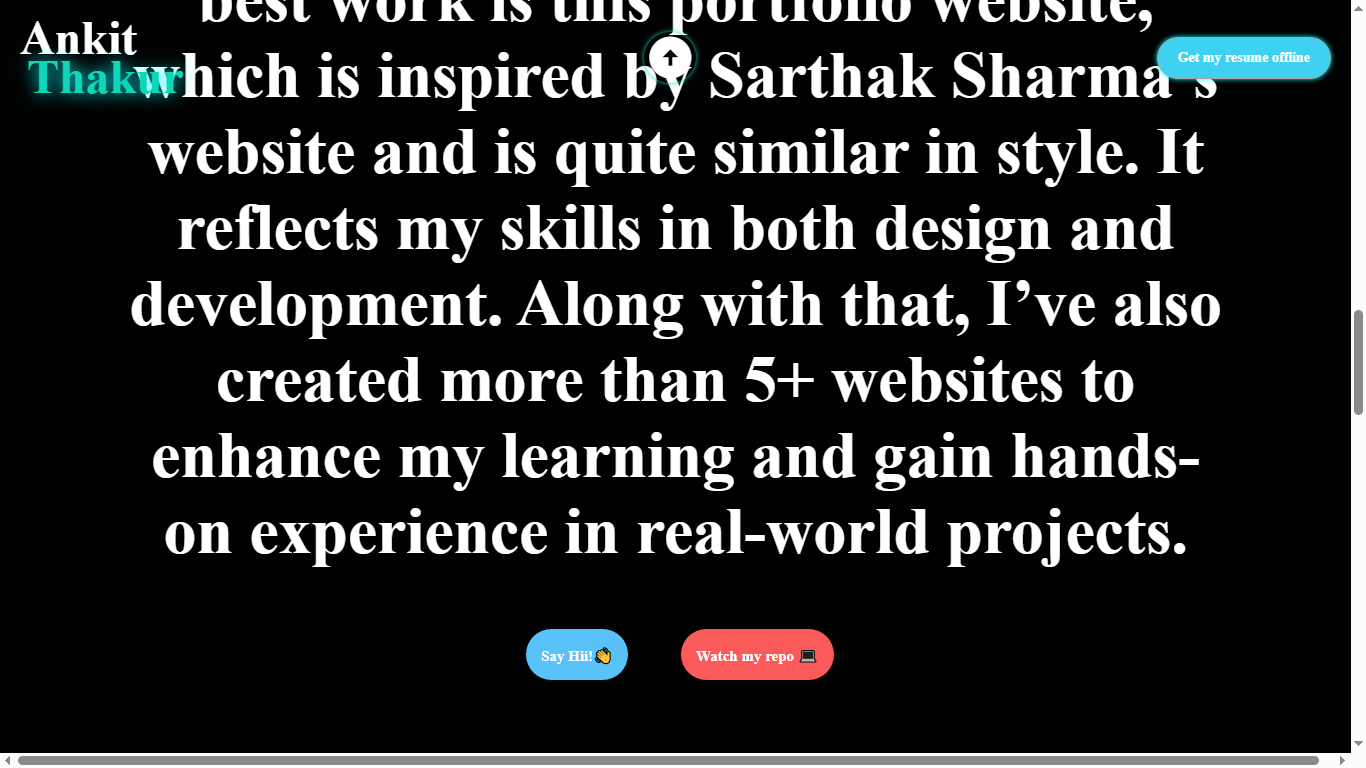 best work is this portfolio website,
Ankit
Thakur
Get my resume offline
which is inspired by Sarthak Sharma’s
website and is quite similar in style. It
reflects my skills in both design and
development. Along with that, I’ve also
created more than 5+ websites to
enhance my learning and gain hands-
on experience in real-world projects.
Say Hii!👋
Watch my repo 💻